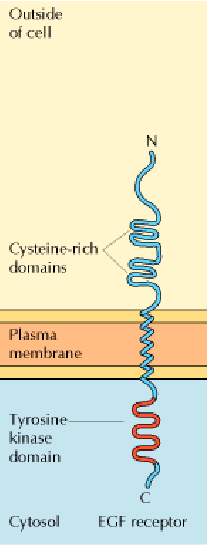 Outside
of cell
N
Cysteine-rich
domains
Plasma
membrane
Tyrosine
kinase
domain
C
Cytosol
EGF receptor